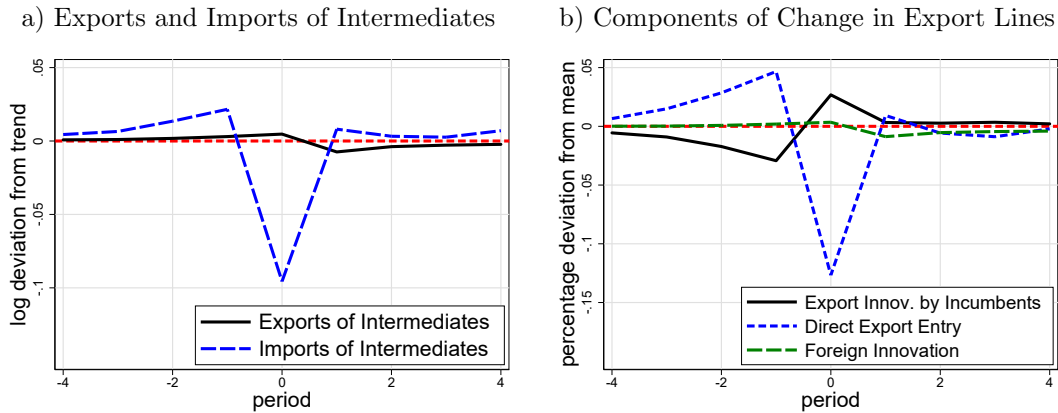 a) Exports and Imports of Intermediates
log deviation from trend
.05
0
-.05
-.1
-4
-2
0
2
4
period
Exports of Intermediates
Imports of Intermediates
b) Components of Change in Export Lines
percentage deviation from mean
.05
0
-.05
-.1
-.15
-4
-2
0
2
4
period
Export Innov. by Incumbents
Direct Export Entry
Foreign Innovation